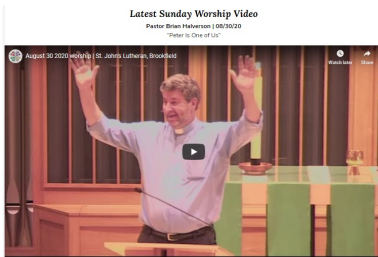 Latest Sunday Worship Video
Pastor Brian Halverson | 08/30/20
"Peter Is One of Us"
August 30 2020 worship | St. John's Lutheran, Brookfield
Watch later
Share